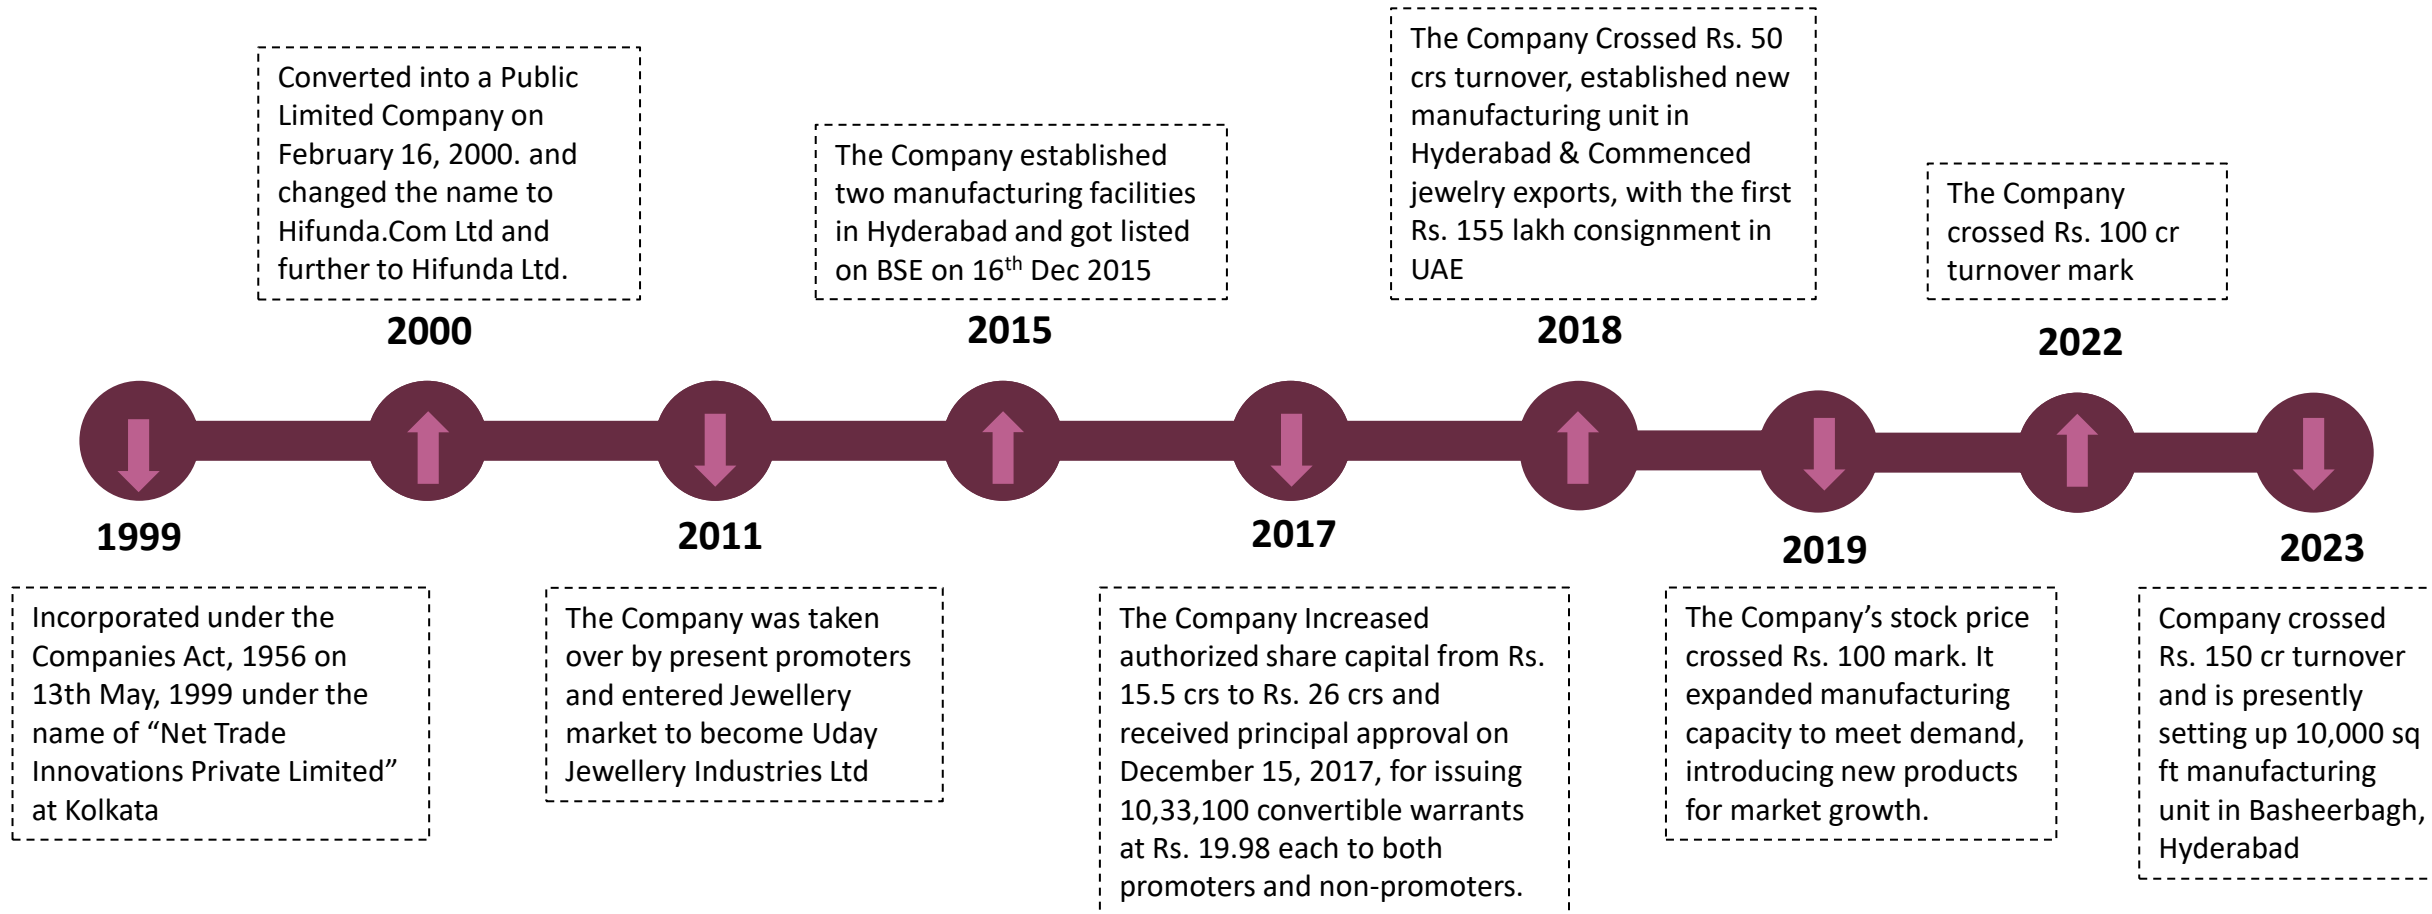 Converted into a Public
Limited Company on
February 16, 2000. and
changed the name to
Hifunda.Com Ltd and
further to Hifunda Ltd.
2000
The Company established
two manufacturing facilities
in Hyderabad and got listed
on BSE on 16th Dec 2015
2015
The Company Crossed Rs. 50
crs turnover, established new
manufacturing unit in
Hyderabad & Commenced
jewelry exports, with the first
Rs. 155 lakh consignment in
UAE
2018
The Company
crossed Rs. 100 cr
turnover mark
2022
1999
Incorporated under the
Companies Act, 1956 on
13th May, 1999 under the
name of “Net Trade
Innovations Private Limited”
at Kolkata
2011
The Company was taken
over by present promoters
and entered Jewellery
market to become Uday
Jewellery Industries Ltd
2017
The Company Increased
authorized share capital from Rs.
15.5 crs to Rs. 26 crs and
received principal approval on
December 15, 2017, for issuing
10,33,100 convertible warrants
at Rs. 19.98 each to both
promoters and non-promoters.
2019
The Company’s stock price
crossed Rs. 100 mark. It
expanded manufacturing
capacity to meet demand,
introducing new products
for market growth.
2023
Company crossed
Rs. 150 cr turnover
and is presently
setting up 10,000 sq
ft manufacturing
unit in Basheerbagh,
Hyderabad